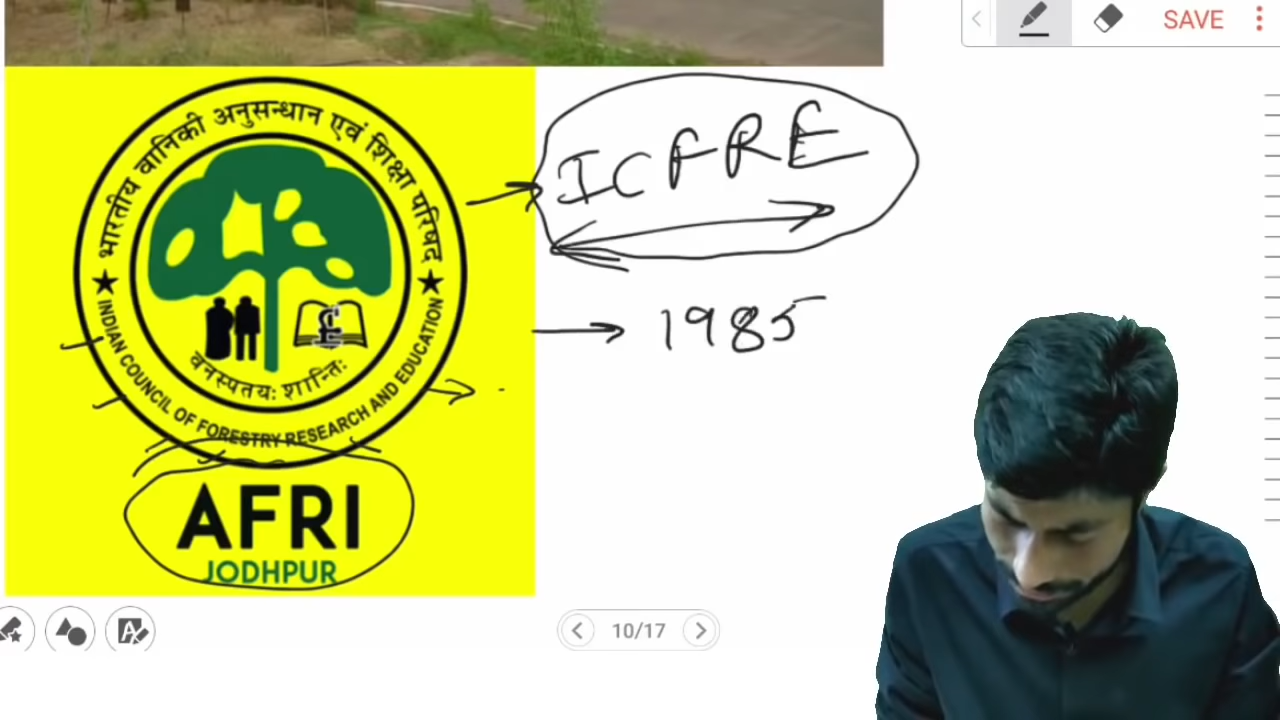 SAVE
भारतीय वानिकी अनुसन्धान एवं शिक्षा परिषद
ICFRE
1985
वनस्पतयः शान्तिः
INDIAN COUNCIL OF FORESTRY RESEARCH AND EDUCATION
AFRI
JODHPUR
10/17